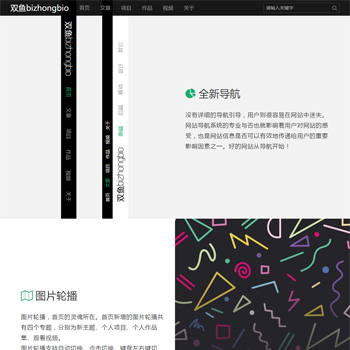 双鱼bizhongbio 首页 文章 项目 作品 视频 关于 请输入关键字
双鱼bizhongbio 首页 文章 项目 作品 视频 关于
首页 文章 项目 作品 视频 关于
双鱼bizhongbio
全新导航
没有详细的导航引导，用户则很容易在网站中迷失。
网站导航系统的专业与否也就影响着用户对网站的感
受，也是网站信息是否可以有效地传递给用户的重要
影响因素之一。好的网站从导航开始！
图片轮播
图片轮播，首页的灵魂所在。首页新增的图片轮播共
有四个专题，分别为新主题、个人项目、个人作品
集、观看视频。
图片轮播支持自动切换、点击切换、键盘左右键切